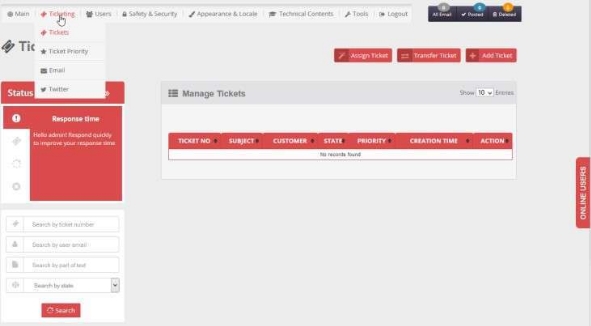 Main Ticketing Users Safety & Security Appearance & Locale Technical Contents Tools Logout
All Email Posted Deleted
Tickets
Ticket Priority
Email
Twitter
Tic
Assign Ticket Transfer Ticket Add Ticket
Status
Manage Tickets
Show 10 Entries
Response time
Hello admin! Respond quickly
to improve your response time
TICKET NO SUBJECT CUSTOMER STATE PRIORITY CREATION TIME ACTION
No records found
ONLINE USERS
Search by ticket number
Search by user email
Search by part of text
Search by state
Search